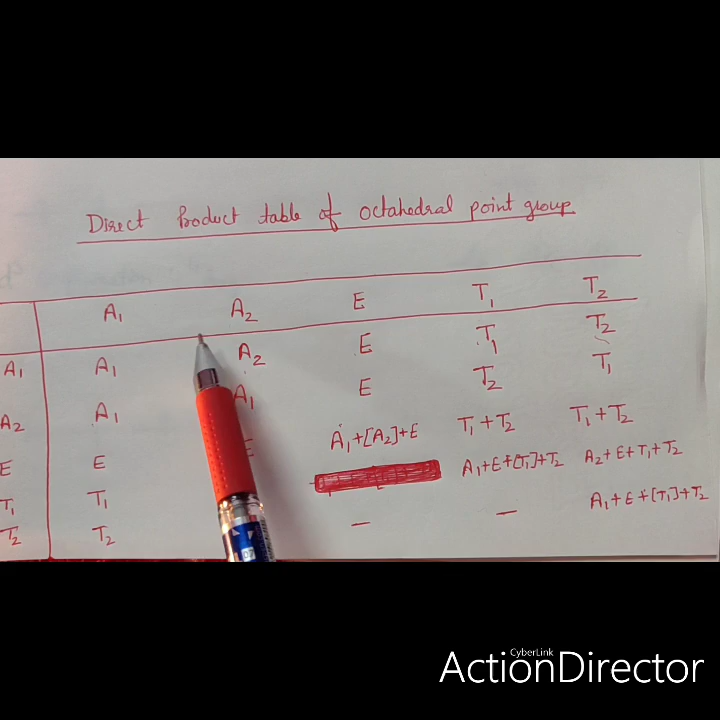 Direct Product table of octahedral point group
A₁ A₂ E T₁ T₂
A₁ A₁ A₂ E T₁ T₂
A₂ A₁ A₁ E T₂ T₁
E E E A₁+[A₂]+E T₁+T₂ T₁+T₂
T₁ T₁ A₁+E+[T₁]+T₂ A₂+E+T₁+T₂
T₂ T₂ — — A₁+E+[T₁]+T₂
CyberLink
ActionDirector